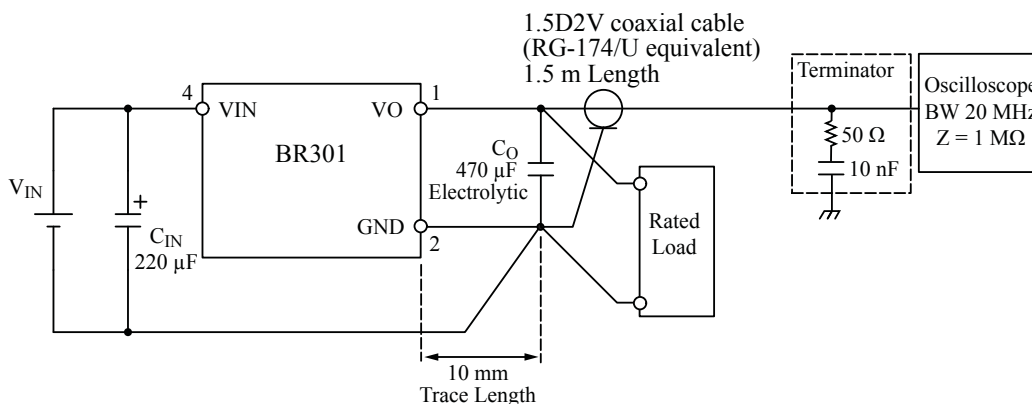 1.5D2V coaxial cable
(RG-174/U equivalent)
1.5 m Length
Terminator
Oscilloscope
BW 20 MHz
Z = 1 MΩ
50 Ω
10 nF
4
VIN
VO
1
BR301
GND
2
VIN
+
CIN
220 µF
CO
470 µF
Electrolytic
Rated
Load
10 mm
Trace Length